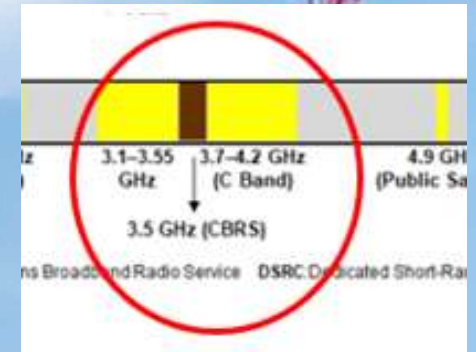 3.1–3.55 3.7–4.2 GHz 4.9 GH
GHz (C Band) (Public Sa
3.5 GHz (CBRS)
ns Broadband Radio Service DSRC: Dedicated Short-Ra